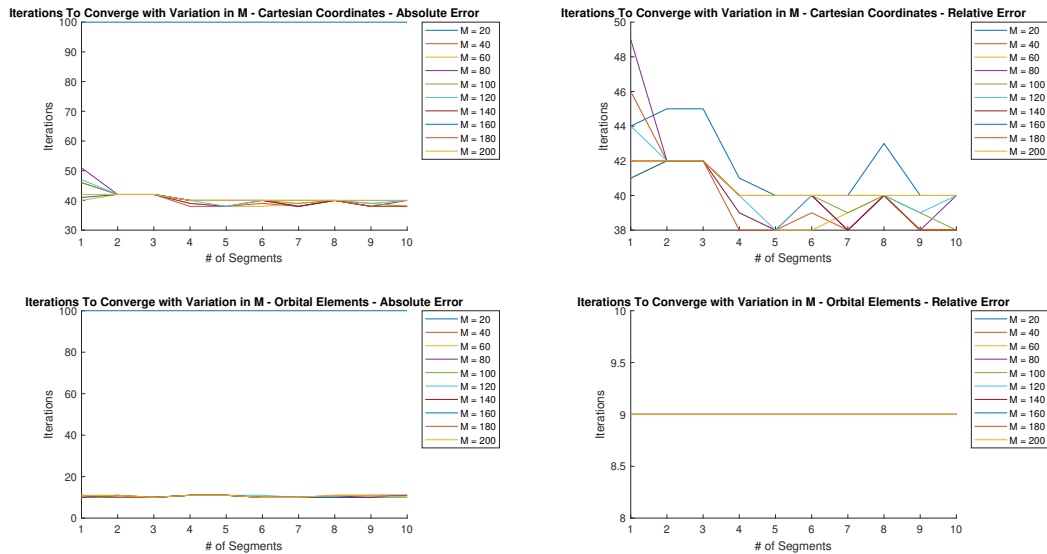 Iterations To Converge with Variation in M - Cartesian Coordinates - Absolute Error
100
90
80
70
60
50
40
30
Iterations
1 2 3 4 5 6 7 8 9 10
# of Segments
M = 20
M = 40
M = 60
M = 80
M = 100
M = 120
M = 140
M = 160
M = 180
M = 200
Iterations To Converge with Variation in M - Cartesian Coordinates - Relative Error
50
48
46
44
42
40
38
Iterations
1 2 3 4 5 6 7 8 9 10
# of Segments
M = 20
M = 40
M = 60
M = 80
M = 100
M = 120
M = 140
M = 160
M = 180
M = 200
Iterations To Converge with Variation in M - Orbital Elements - Absolute Error
100
80
60
40
20
0
Iterations
1 2 3 4 5 6 7 8 9 10
# of Segments
M = 20
M = 40
M = 60
M = 80
M = 100
M = 120
M = 140
M = 160
M = 180
M = 200
Iterations To Converge with Variation in M - Orbital Elements - Relative Error
10
9.5
9
8.5
8
Iterations
1 2 3 4 5 6 7 8 9 10
# of Segments
M = 20
M = 40
M = 60
M = 80
M = 100
M = 120
M = 140
M = 160
M = 180
M = 200